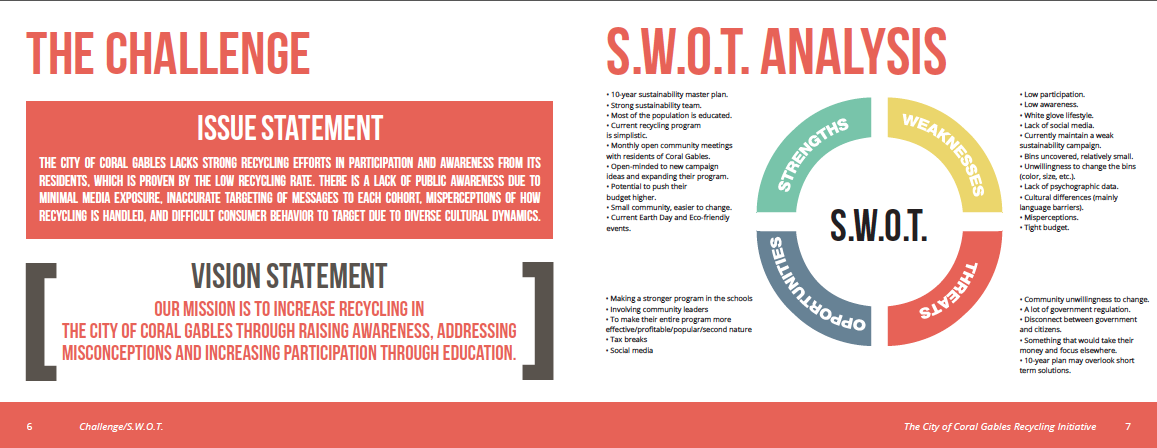 THE CHALLENGE
ISSUE STATEMENT
THE CITY OF CORAL GABLES LACKS STRONG RECYCLING EFFORTS IN PARTICIPATION AND AWARENESS FROM ITS
RESIDENTS, WHICH IS PROVEN BY THE LOW RECYCLING RATE. THERE IS A LACK OF PUBLIC AWARENESS DUE TO
MINIMAL MEDIA EXPOSURE, INACCURATE TARGETING OF MESSAGES TO EACH COHORT, MISPERCEPTIONS OF HOW
RECYCLING IS HANDLED, AND DIFFICULT CONSUMER BEHAVIOR TO TARGET DUE TO DIVERSE CULTURAL DYNAMICS.
VISION STATEMENT
OUR MISSION IS TO INCREASE RECYCLING IN
THE CITY OF CORAL GABLES THROUGH RAISING AWARENESS, ADDRESSING
MISCONCEPTIONS AND INCREASING PARTICIPATION THROUGH EDUCATION.
6 Challenge/S.W.O.T.
S.W.O.T. ANALYSIS
• 10-year sustainability master plan.
• Strong sustainability team.
• Most of the population is educated.
• Current recycling program
is simplistic.
• Monthly open community meetings
with residents of Coral Gables.
• Open-minded to new campaign
ideas and expanding their program.
• Potential to push their
budget higher.
• Small community, easier to change.
• Current Earth Day and Eco-friendly
events.
STRENGTHS
WEAKNESSES
• Low participation.
• Low awareness.
• White glove lifestyle.
• Lack of social media.
• Currently maintain a weak
sustainability campaign.
• Bins uncovered, relatively small.
• Unwillingness to change the bins
(color, size, etc.).
• Lack of psychographic data.
• Cultural differences (mainly
language barriers).
• Misperceptions.
• Tight budget.
S.W.O.T.
• Making a stronger program in the schools
• Involving community leaders
• To make their entire program more
effective/profitable/popular/second nature
• Tax breaks
• Social media
OPPORTUNITIES
THREATS
• Community unwillingness to change.
• A lot of government regulation.
• Disconnect between government
and citizens.
• Something that would take their
money and focus elsewhere.
• 10-year plan may overlook short
term solutions.
The City of Coral Gables Recycling Initiative 7